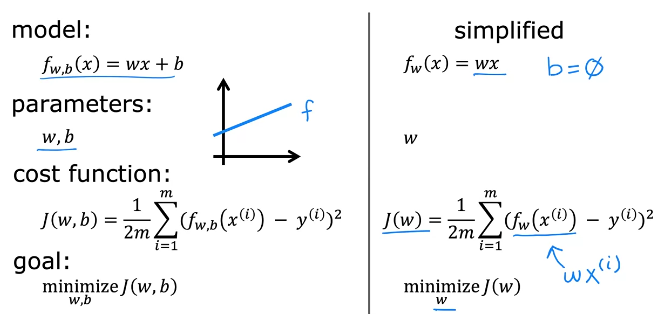 model:
f_{w,b}(x) = wx + b
parameters:
w, b
f
cost function:
J(w, b) = \frac{1}{2m} \sum_{i=1}^{m} (f_{w,b}(x^{(i)}) − y^{(i)})^2
goal:
minimize_{w,b} J(w, b)
simplified
f_w(x) = wx b=∅
w
J(w) = \frac{1}{2m} \sum_{i=1}^{m} (f_w(x^{(i)}) − y^{(i)})^2
wx^{(i)}
minimize_{w} J(w)